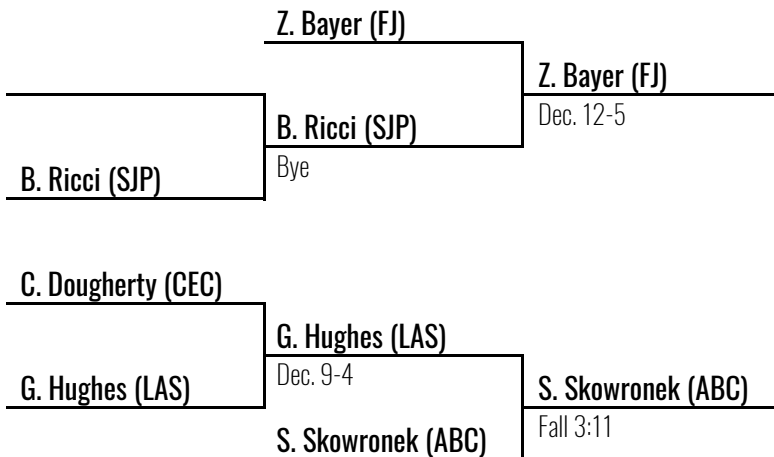 Z. Bayer (FJ)
Z. Bayer (FJ)
Dec. 12-5
B. Ricci (SJP)
Bye
B. Ricci (SJP)
C. Dougherty (CEC)
G. Hughes (LAS)
Dec. 9-4
G. Hughes (LAS)
S. Skowronek (ABC)
Fall 3:11
S. Skowronek (ABC)